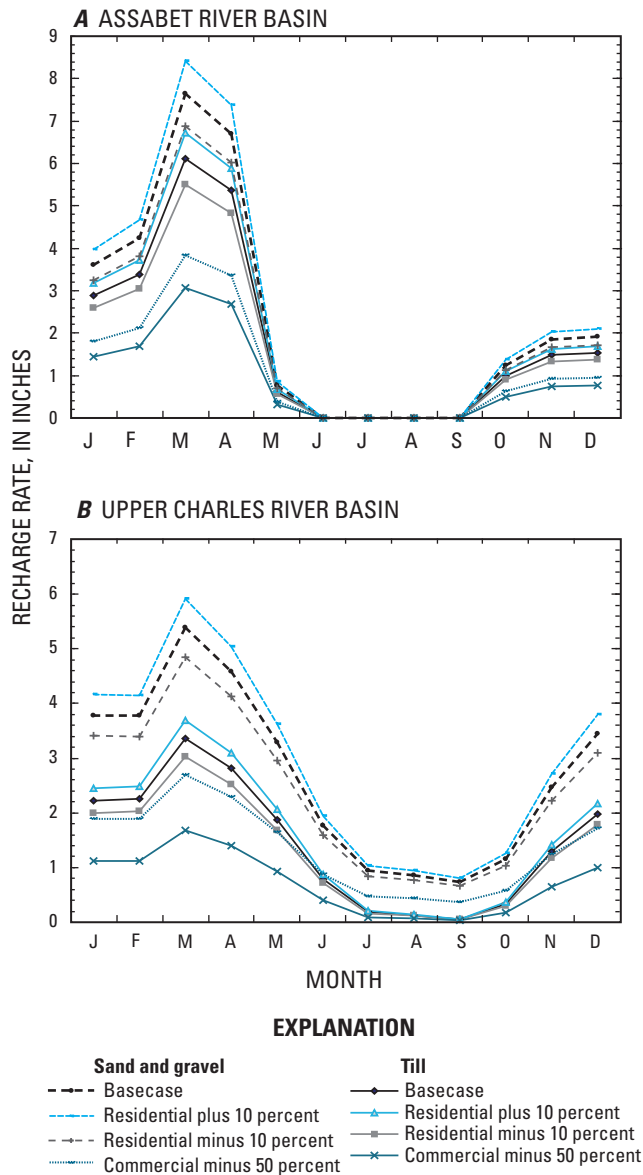 A ASSABET RIVER BASIN
9
8
7
6
5
4
3
2
1
0
J F M A M J J A S O N D
RECHARGE RATE, IN INCHES
B UPPER CHARLES RIVER BASIN
7
6
5
4
3
2
1
0
J F M A M J J A S O N D
MONTH
EXPLANATION
Sand and gravel
Basecase
Residential plus 10 percent
Residential minus 10 percent
Commercial minus 50 percent
Till
Basecase
Residential plus 10 percent
Residential minus 10 percent
Commercial minus 50 percent